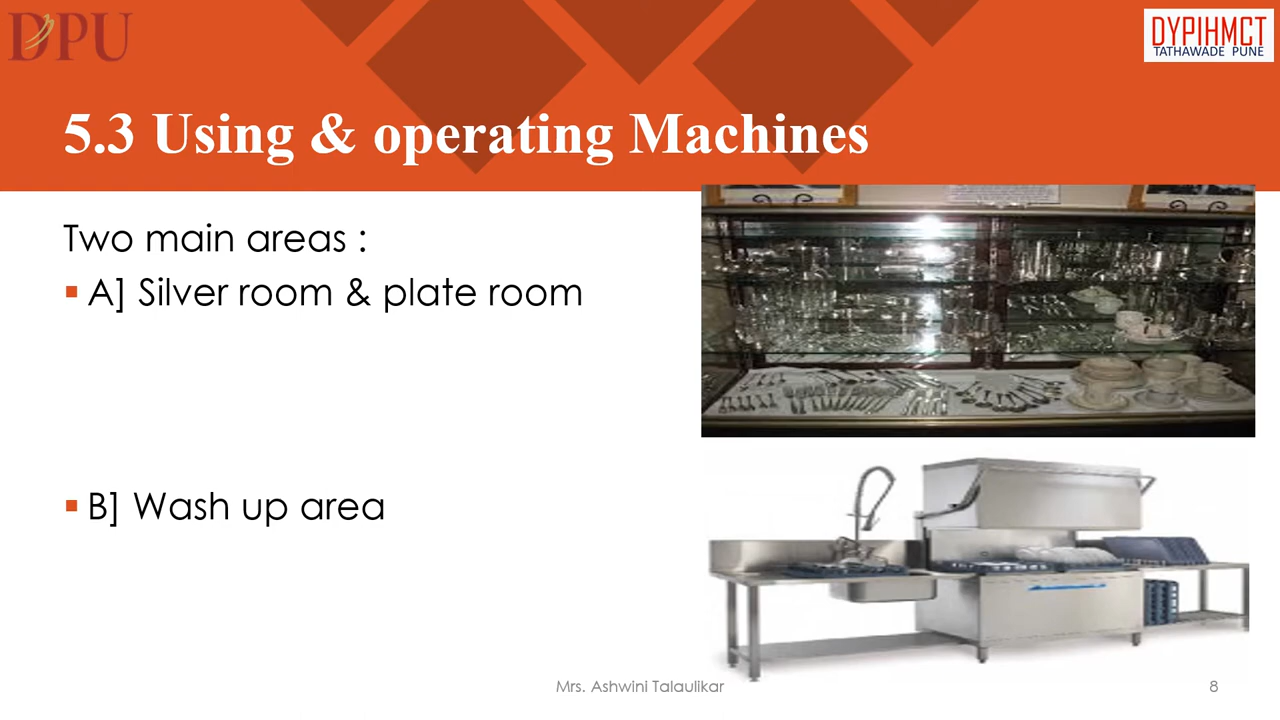 DPU
DYPIHMCT
TATHAWADE PUNE
5.3 Using & operating Machines
Two main areas :
▪ A] Silver room & plate room
▪ B] Wash up area
Mrs. Ashwini Talaulikar
8